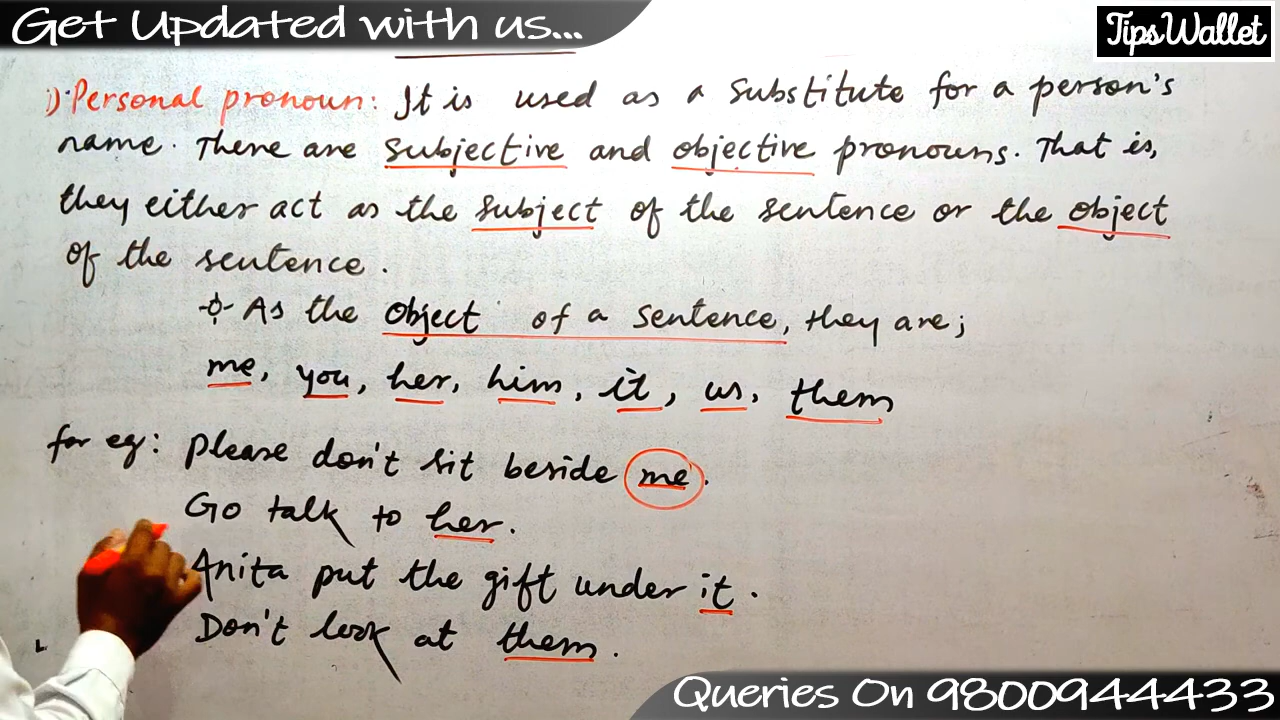 Get Updated with us...
Tips Wallet
i) Personal pronoun: It is used as a substitute for a person's
name. There are subjective and objective pronouns. That is,
they either act as the subject of the sentence or the object
of the sentence.
As the object of a sentence, they are;
me, you, her, him, it, us, them
for eg: Please don't sit beside me.
Go talk to her.
Anita put the gift under it.
Don't look at them.
Queries On 9800944433